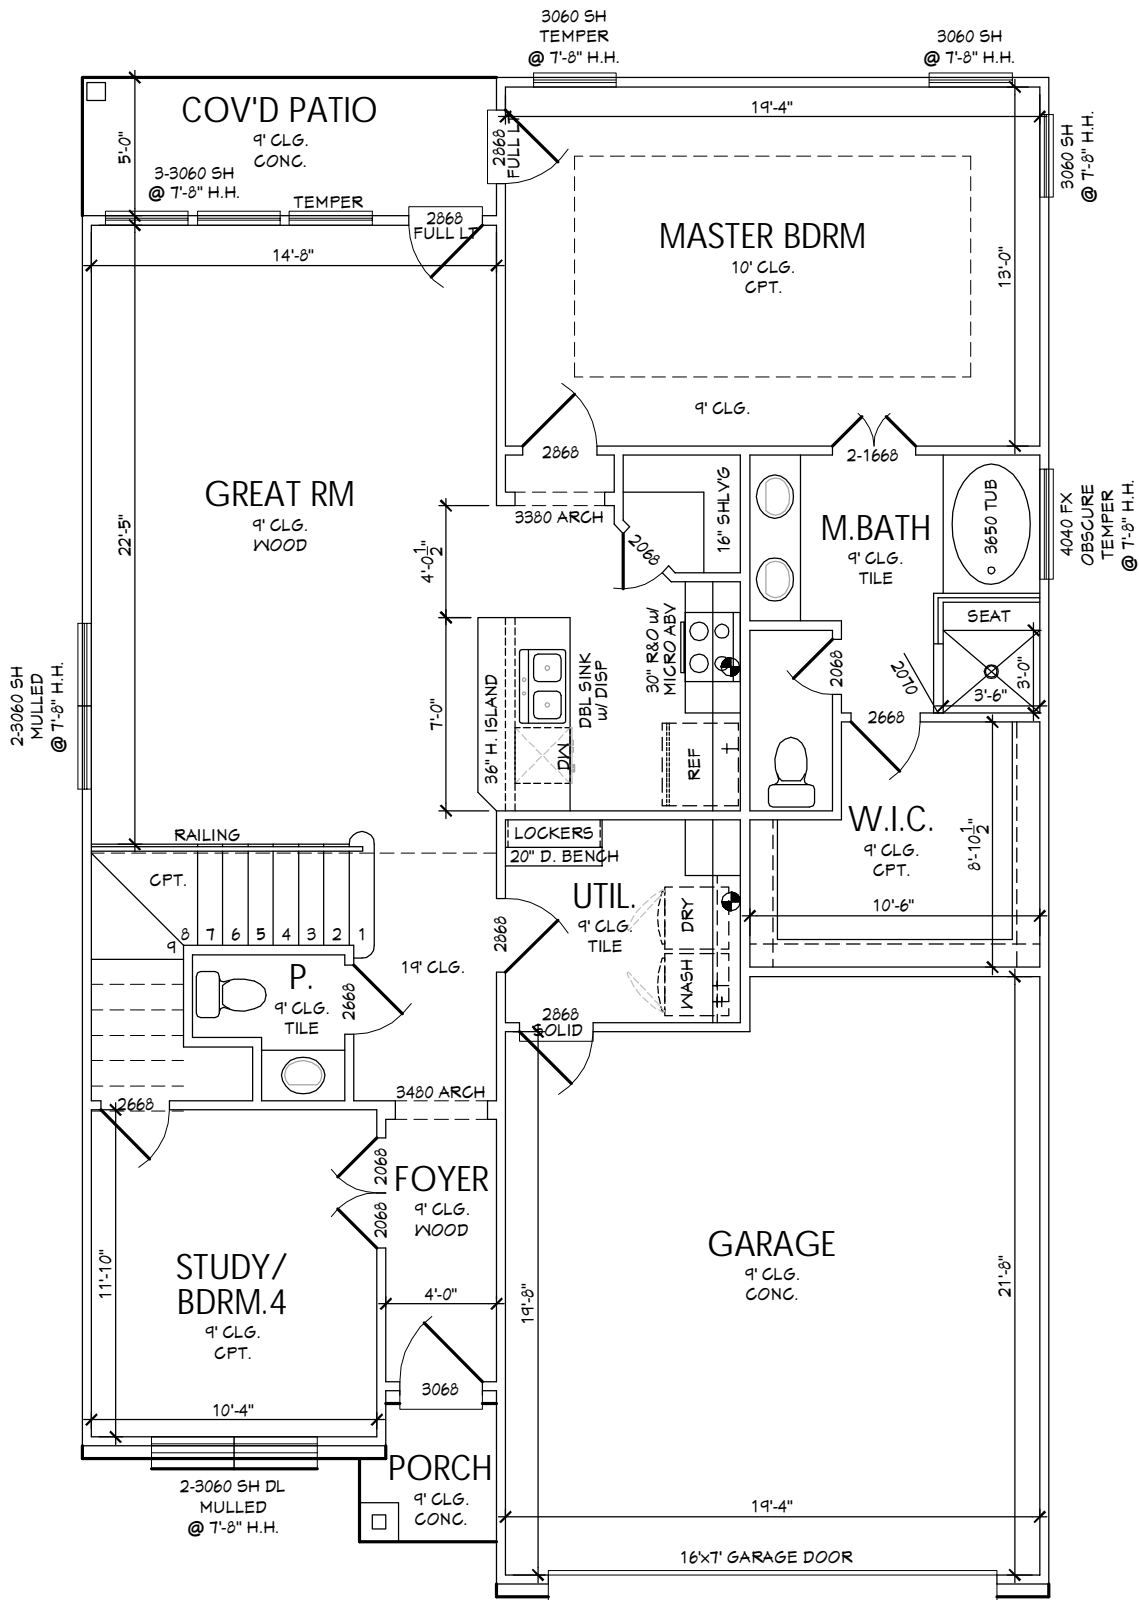 3060 SH
TEMPER
@ 7'-8" H.H.
3060 SH
@ 7'-8" H.H.
COV'D PATIO
9' CLG.
CONC.
5'-0"
3-3060 SH
@ 7'-8" H.H.
TEMPER
2868
FULL LT
2868
FULL LT
19'-4"
3060 SH
@ 7'-8" H.H.
14'-8"
MASTER BDRM
10' CLG.
CPT.
13'-0"
9' CLG.
2868
2-1668
GREAT RM
9' CLG.
WOOD
22'-5"
3380 ARCH
4'-0 1/2"
2068
16" SHLV'G
M.BATH
9' CLG.
TILE
3650 TUB
4040 FX
OBSCURE
TEMPER
@ 7'-8" H.H.
SEAT
30" R&O w/
MICRO ABV
2068
2070
3'-0"
3'-6"
2668
2-3060 SH
MULLED
@ 7'-8" H.H.
7'-0"
36" H. ISLAND
DBL SINK
w/ DISP
DW
REF
W.I.C.
9' CLG.
CPT.
8'-10 1/2"
10'-6"
RAILING
CPT.
LOCKERS
20" D. BENCH
UTIL.
9' CLG.
TILE
DRY
WASH
2868
9
8
7
6
5
4
3
2
1
19' CLG.
P.
9' CLG.
TILE
2668
2868
SOLID
3480 ARCH
2668
2068
2068
FOYER
9' CLG.
WOOD
STUDY/
BDRM.4
9' CLG.
CPT.
11'-10"
4'-0"
GARAGE
9' CLG.
CONC.
19'-8"
21'-8"
3068
10'-4"
PORCH
9' CLG.
CONC.
2-3060 SH DL
MULLED
@ 7'-8" H.H.
19'-4"
16'x7' GARAGE DOOR